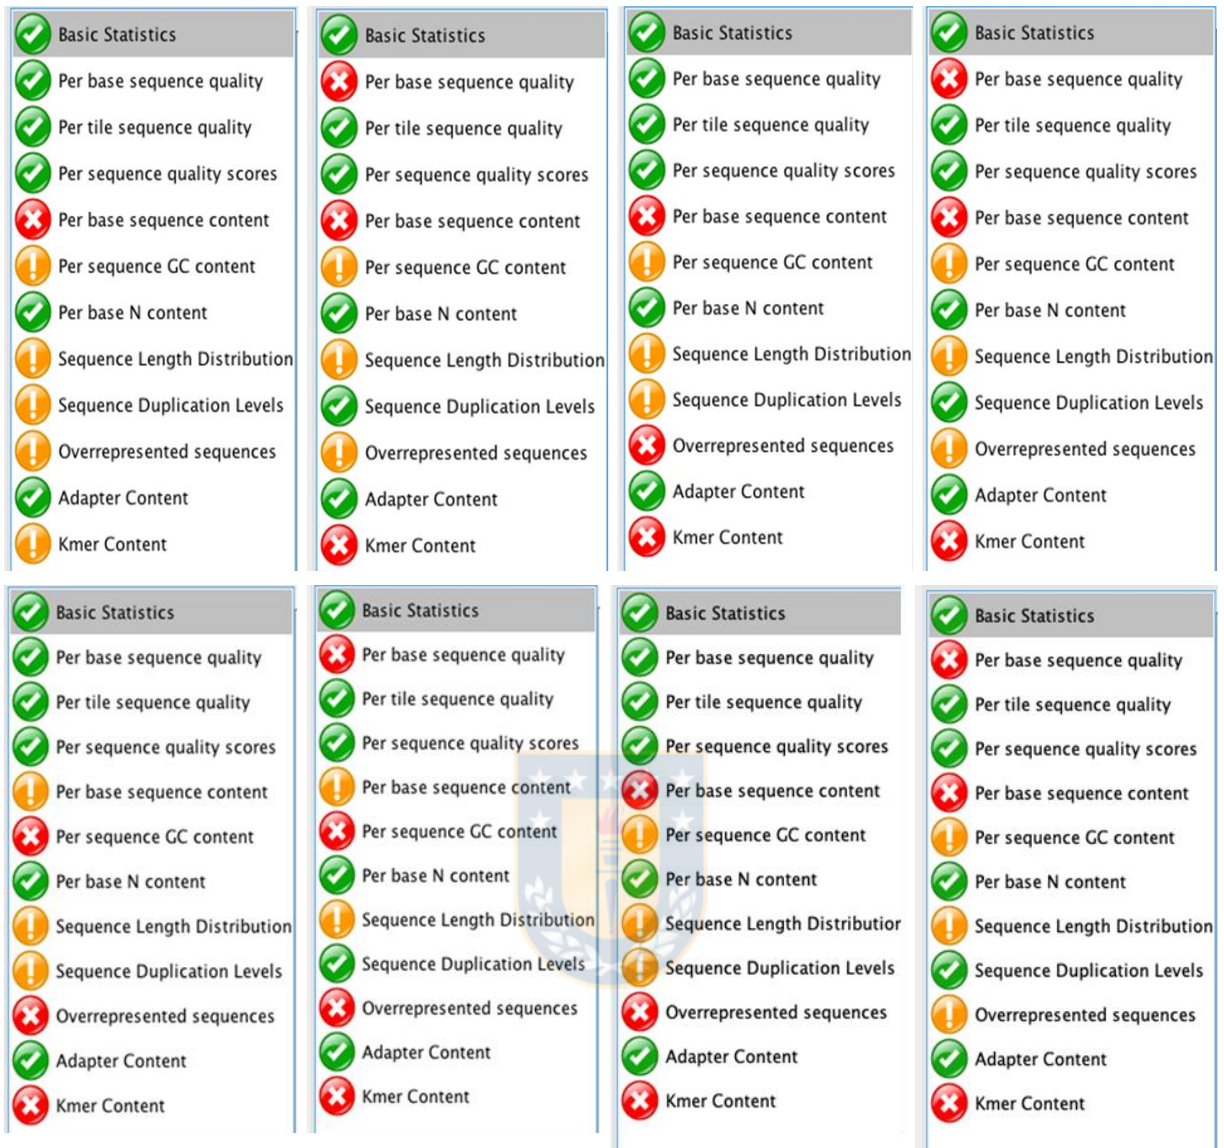 Basic Statistics
Per base sequence quality
Per tile sequence quality
Per sequence quality scores
Per base sequence content
Per sequence GC content
Per base N content
Sequence Length Distribution
Sequence Duplication Levels
Overrepresented sequences
Adapter Content
Kmer Content
Basic Statistics
Per base sequence quality
Per tile sequence quality
Per sequence quality scores
Per base sequence content
Per sequence GC content
Per base N content
Sequence Length Distribution
Sequence Duplication Levels
Overrepresented sequences
Adapter Content
Kmer Content
Basic Statistics
Per base sequence quality
Per tile sequence quality
Per sequence quality scores
Per base sequence content
Per sequence GC content
Per base N content
Sequence Length Distribution
Sequence Duplication Levels
Overrepresented sequences
Adapter Content
Kmer Content
Basic Statistics
Per base sequence quality
Per tile sequence quality
Per sequence quality scores
Per base sequence content
Per sequence GC content
Per base N content
Sequence Length Distribution
Sequence Duplication Levels
Overrepresented sequences
Adapter Content
Kmer Content
Basic Statistics
Per base sequence quality
Per tile sequence quality
Per sequence quality scores
Per base sequence content
Per sequence GC content
Per base N content
Sequence Length Distribution
Sequence Duplication Levels
Overrepresented sequences
Adapter Content
Kmer Content
Basic Statistics
Per base sequence quality
Per tile sequence quality
Per sequence quality scores
Per base sequence content
Per sequence GC content
Per base N content
Sequence Length Distribution
Sequence Duplication Levels
Overrepresented sequences
Adapter Content
Kmer Content
Basic Statistics
Per base sequence quality
Per tile sequence quality
Per sequence quality scores
Per base sequence content
Per sequence GC content
Per base N content
Sequence Length Distributior
Sequence Duplication Levels
Overrepresented sequences
Adapter Content
Kmer Content
Basic Statistics
Per base sequence quality
Per tile sequence quality
Per sequence quality scores
Per base sequence content
Per sequence GC content
Per base N content
Sequence Length Distribution
Sequence Duplication Levels
Overrepresented sequences
Adapter Content
Kmer Content